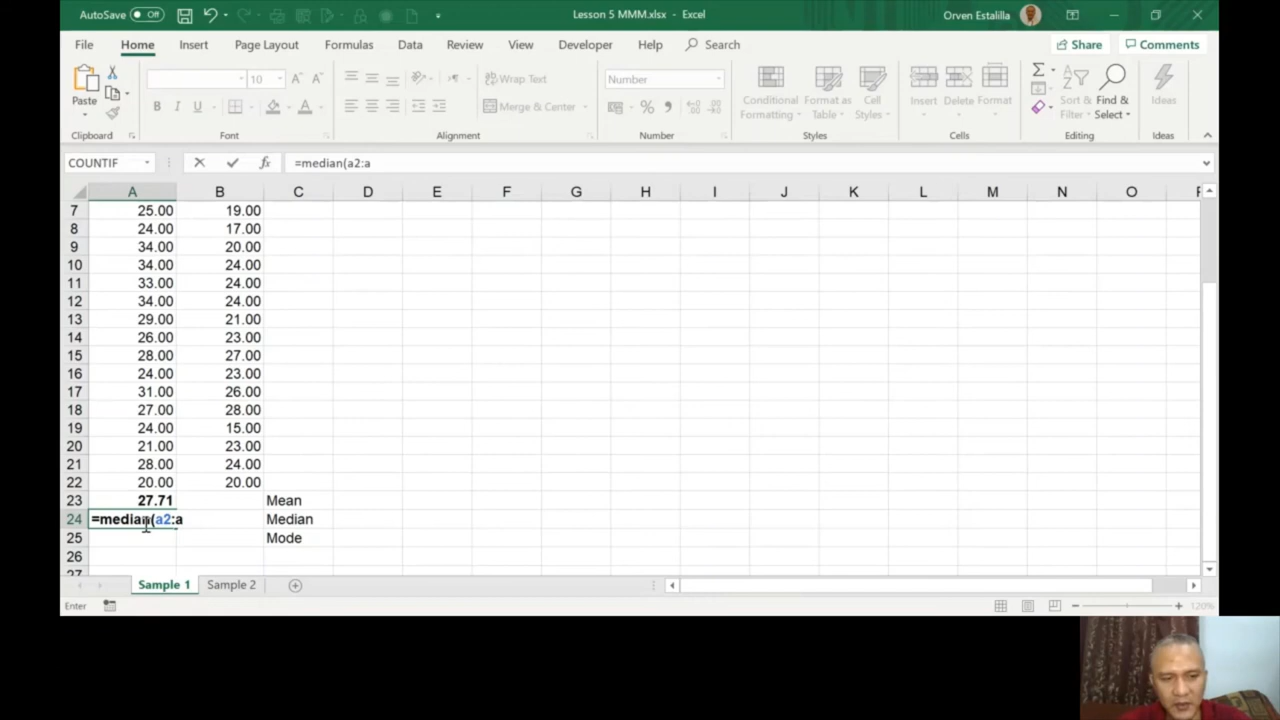 AutoSave Off Lesson 5 MMM.xlsx - Excel Orven Estalilla
File Home Insert Page Layout Formulas Data Review View Developer Help Search Share Comments
Paste 10 Wrap Text Number Conditional Formatting Format as Table Cell Styles Insert Delete Format Sort & Filter Find & Select Ideas
B I U A Merge & Center
Clipboard Font Alignment Number Styles Cells Editing Ideas
COUNTIF fx =median(a2:a
A B C D E F G H I J K L M N O
7 25.00 19.00
8 24.00 17.00
9 34.00 20.00
10 34.00 24.00
11 33.00 24.00
12 34.00 24.00
13 29.00 21.00
14 26.00 23.00
15 28.00 27.00
16 24.00 23.00
17 31.00 26.00
18 27.00 28.00
19 24.00 15.00
20 21.00 23.00
21 28.00 24.00
22 20.00 20.00
23 27.71 Mean
24 =median(a2:a Median
25 Mode
26
27
Sample 1 Sample 2
Enter 120%